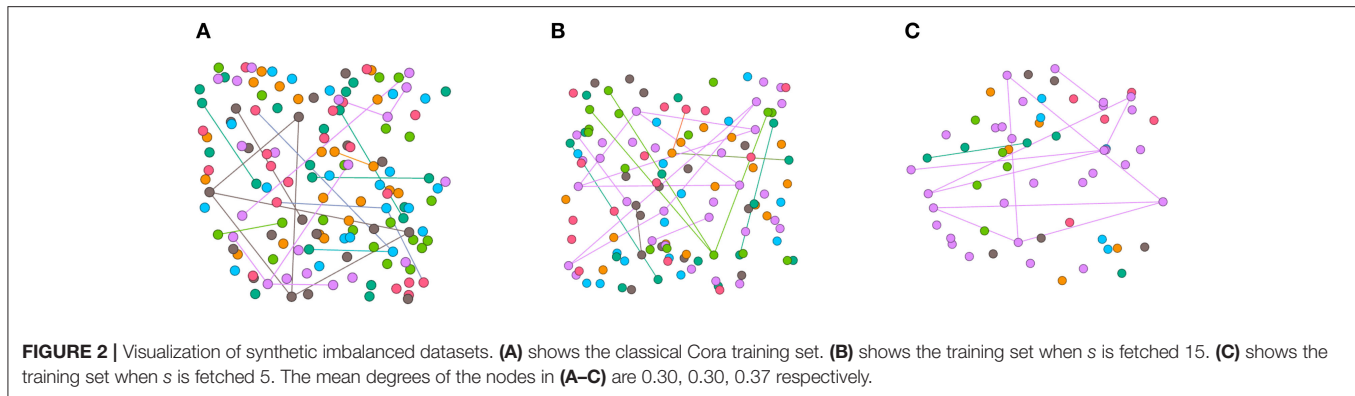 A
B
C
FIGURE 2 | Visualization of synthetic imbalanced datasets. (A) shows the classical Cora training set. (B) shows the training set when s is fetched 15. (C) shows the
training set when s is fetched 5. The mean degrees of the nodes in (A–C) are 0.30, 0.30, 0.37 respectively.